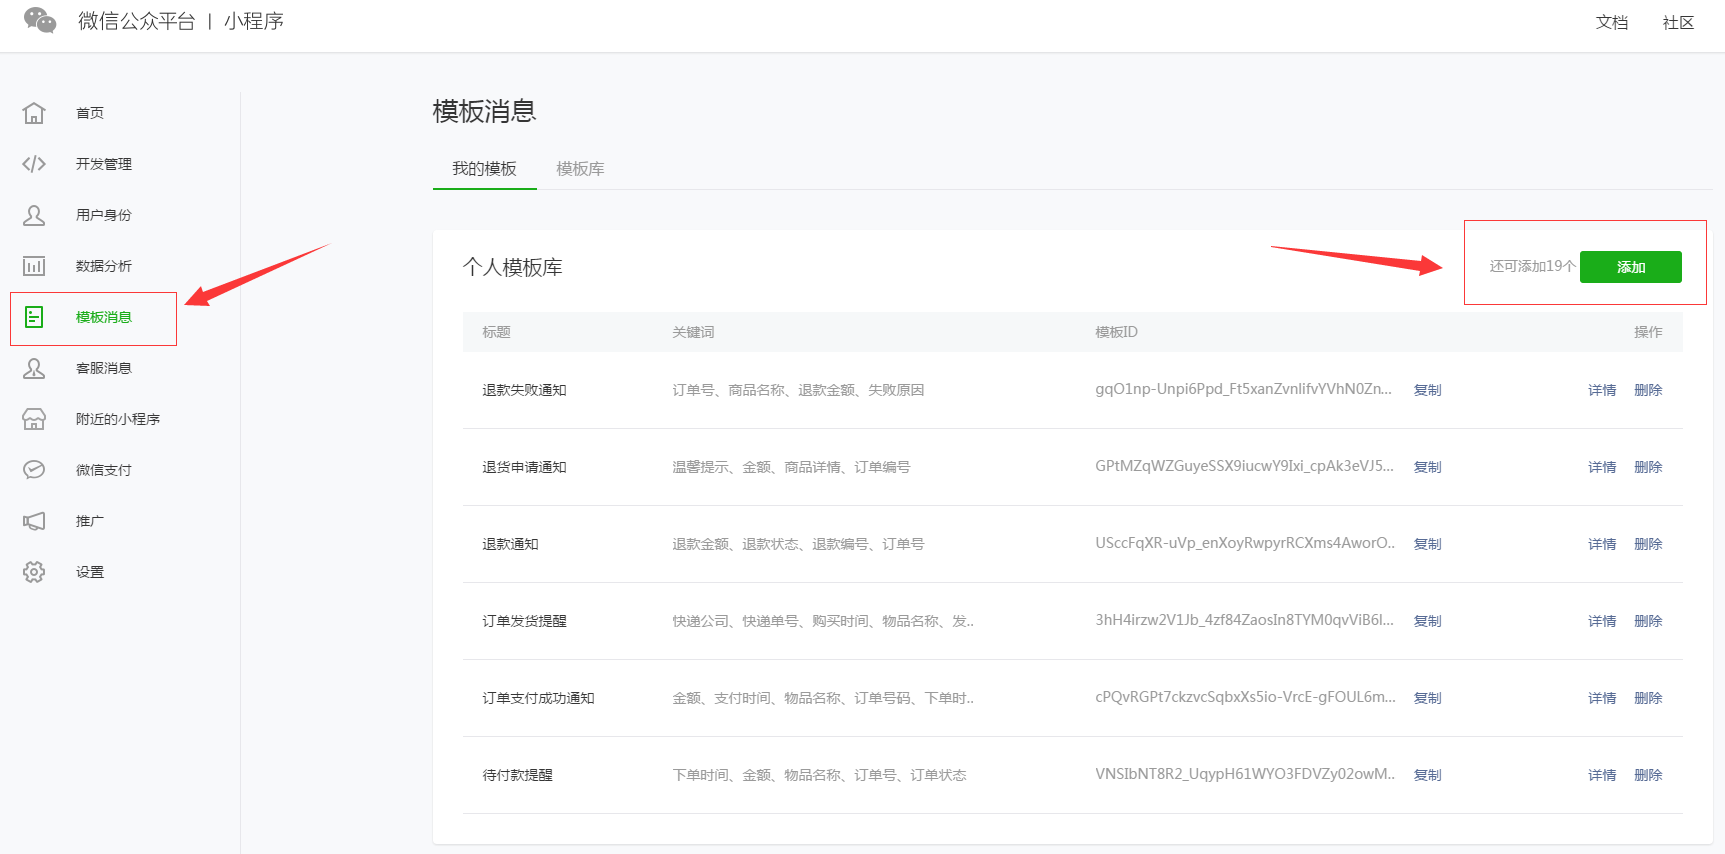 微信公众平台 | 小程序
文档 社区
首页
开发管理
用户身份
数据分析
模板消息
客服消息
附近的小程序
微信支付
推广
设置
模板消息
我的模板 模板库
个人模板库 还可添加19个 添加
标题 关键词 模板ID 操作
退款失败通知 订单号、商品名称、退款金额、失败原因 gqO1np-Unpi6Ppd_Ft5xanZvnlifvYVhN0Zn... 复制 详情 删除
退货申请通知 温馨提示、金额、商品详情、订单编号 GPtMZqWZGuyeSSX9iucwY9Ixi_cpAk3eVJ5... 复制 详情 删除
退款通知 退款金额、退款状态、退款编号、订单号 USccFqXR-uVp_enXoyRwpyrRCXms4AworO.. 复制 详情 删除
订单发货提醒 快递公司、快递单号、购买时间、物品名称、发.. 3hH4irzw2V1Jb_4zf84ZaosIn8TYM0qvViB6l... 复制 详情 删除
订单支付成功通知 金额、支付时间、物品名称、订单号码、下单时.. cPQvRGPt7ckzvcSqbxXs5io-VrcE-gFOUL6m... 复制 详情 删除
待付款提醒 下单时间、金额、物品名称、订单号、订单状态 VNSIbNT8R2_UqypH61WYO3FDVZy02owM.. 复制 详情 删除